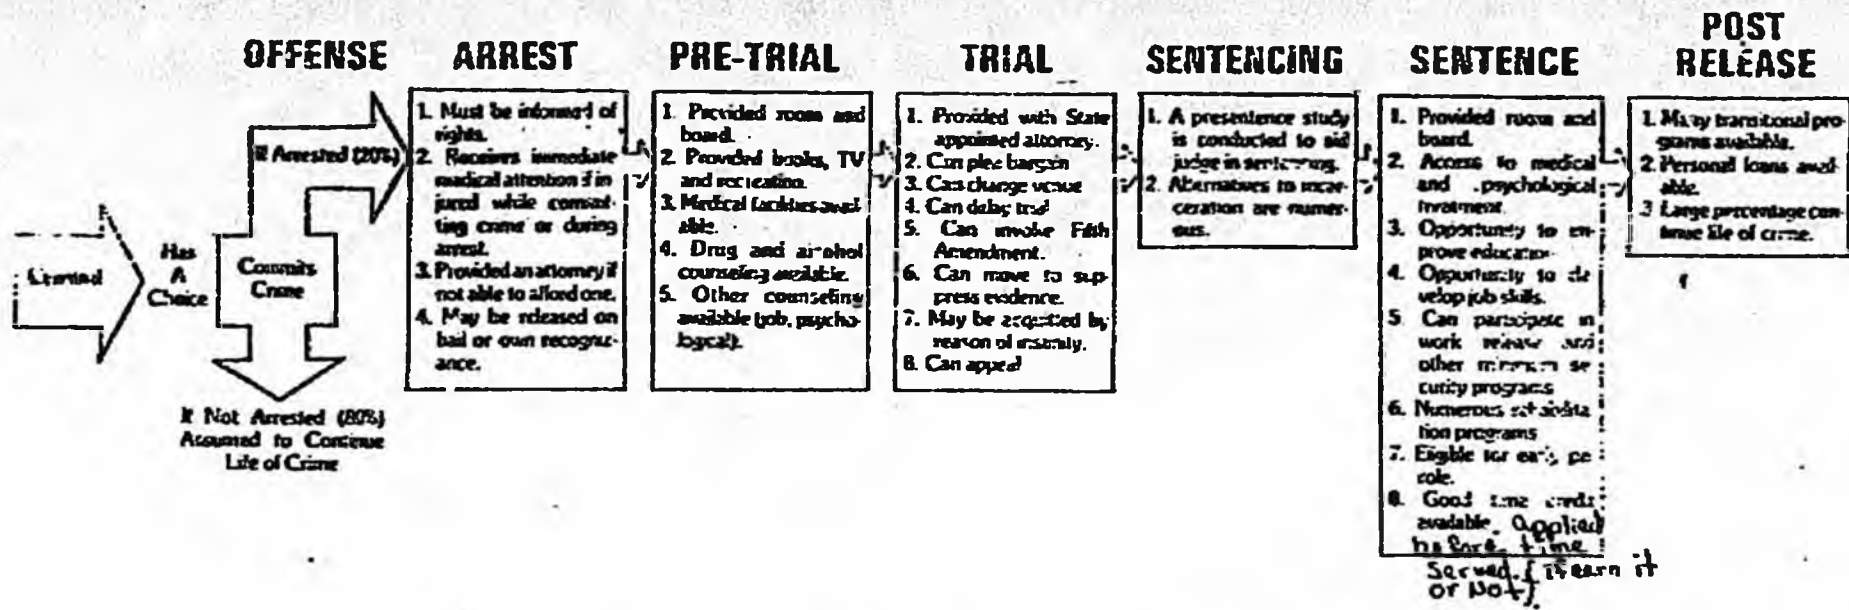 OFFENSE
If Arrested (20%)
Criminal
Has
A
Choice
Commits
Crime
If Not Arrested (80%)
Assumed to Continue
Life of Crime
ARREST
1. Must be informed of
rights.
2. Receives immediate
medical attention if in
jured while commit-
ting crime or during
arrest.
3. Provided an attorney if
not able to afford one.
4. May be released on
bail or own recogniz-
ance.
PRE-TRIAL
1. Provided room and
board.
2. Provided books, TV
and recreation.
3. Medical facilities avail-
able.
4. Drug and alcohol
counseling available.
5. Other counseling
available (job, psycho-
logical).
TRIAL
1. Provided with State
appointed attorney.
2. Can plea bargain
3. Can change venue
4. Can delay trial
5. Can invoke Fifth
Amendment.
6. Can move to sup-
press evidence.
7. May be acquitted by
reason of insanity.
8. Can appeal
SENTENCING
1. A presentence study
is conducted to aid
judge in sentencing.
2. Alternatives to incar-
ceration are numer-
ous.
SENTENCE
1. Provided room and
board.
2. Access to medical
and psychological
treatment.
3. Opportunity to im-
prove education.
4. Opportunity to de
velop job skills.
5. Can participate in
work release and
other minimum se
curity programs
6. Numerous rehabilita
tion programs
7. Eligible for early pa
role.
8. Good time credit
available. applied
before time
Served. { if earn it
or Not }.
POST
RELEASE
1. Many transitional pro-
grams available.
2. Personal loans avail-
able.
3. Large percentage con-
tinue life of crime.